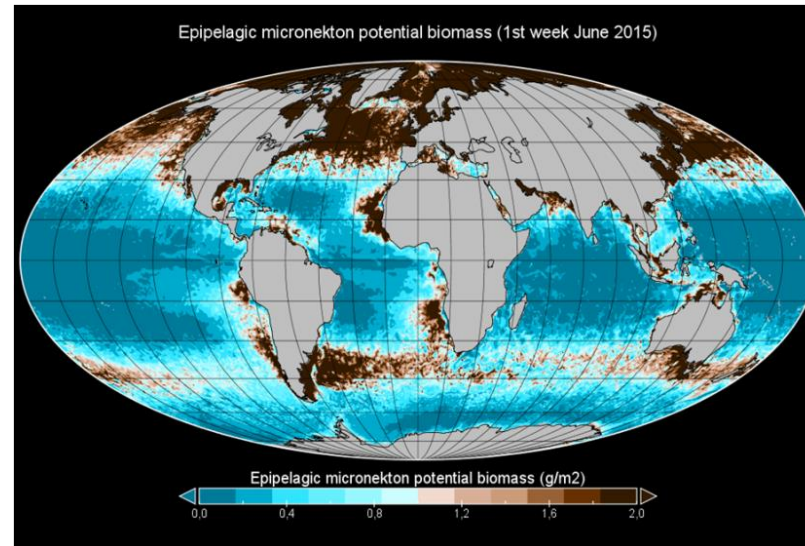 Epipelagic micronekton potential biomass (1st week June 2015)
Epipelagic micronekton potential biomass (g/m2)
0,0 0,4 0,8 1,2 1,6 2,0